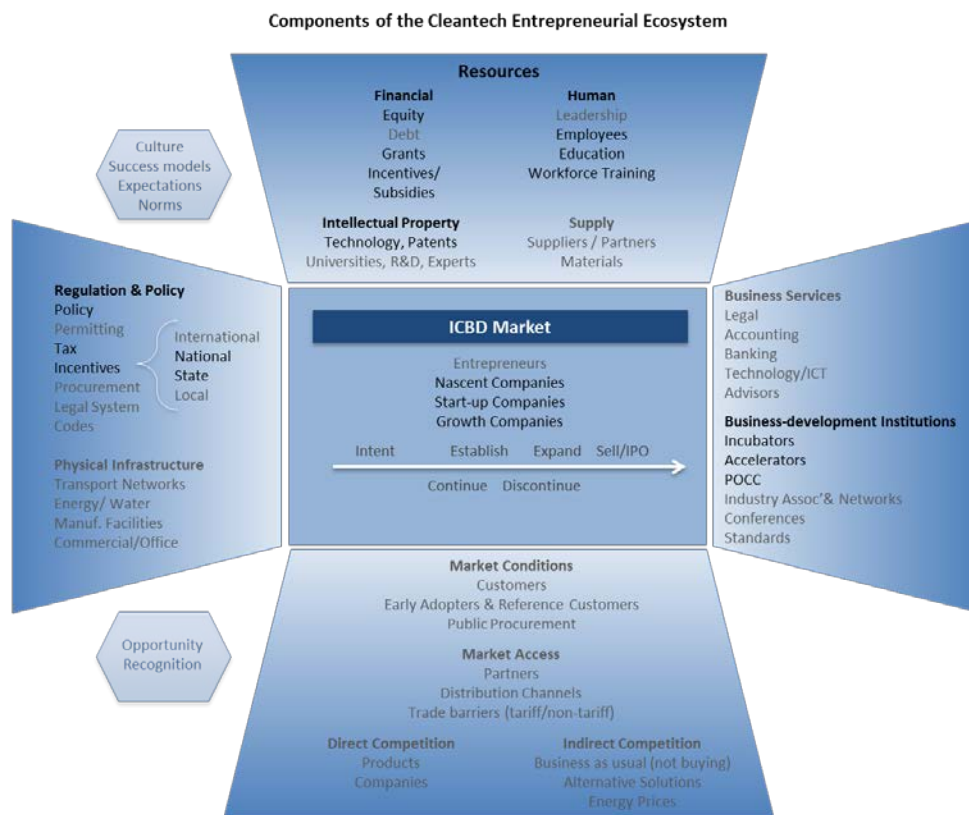 Components of the Cleantech Entrepreneurial Ecosystem
Resources
Financial
Equity
Debt
Grants
Incentives/
Subsidies
Human
Leadership
Employees
Education
Workforce Training
Intellectual Property
Technology, Patents
Universities, R&D, Experts
Supply
Suppliers / Partners
Materials
Culture
Success models
Expectations
Norms
Regulation & Policy
Policy
Permitting
Tax
Incentives
Procurement
Legal System
Codes
International
National
State
Local
Physical Infrastructure
Transport Networks
Energy/ Water
Manuf. Facilities
Commercial/Office
ICBD Market
Entrepreneurs
Nascent Companies
Start-up Companies
Growth Companies
Intent Establish Expand Sell/IPO
Continue Discontinue
Business Services
Legal
Accounting
Banking
Technology/ICT
Advisors
Business-development Institutions
Incubators
Accelerators
POCC
Industry Assoc'& Networks
Conferences
Standards
Opportunity
Recognition
Market Conditions
Customers
Early Adopters & Reference Customers
Public Procurement
Market Access
Partners
Distribution Channels
Trade barriers (tariff/non-tariff)
Direct Competition
Products
Companies
Indirect Competition
Business as usual (not buying)
Alternative Solutions
Energy Prices